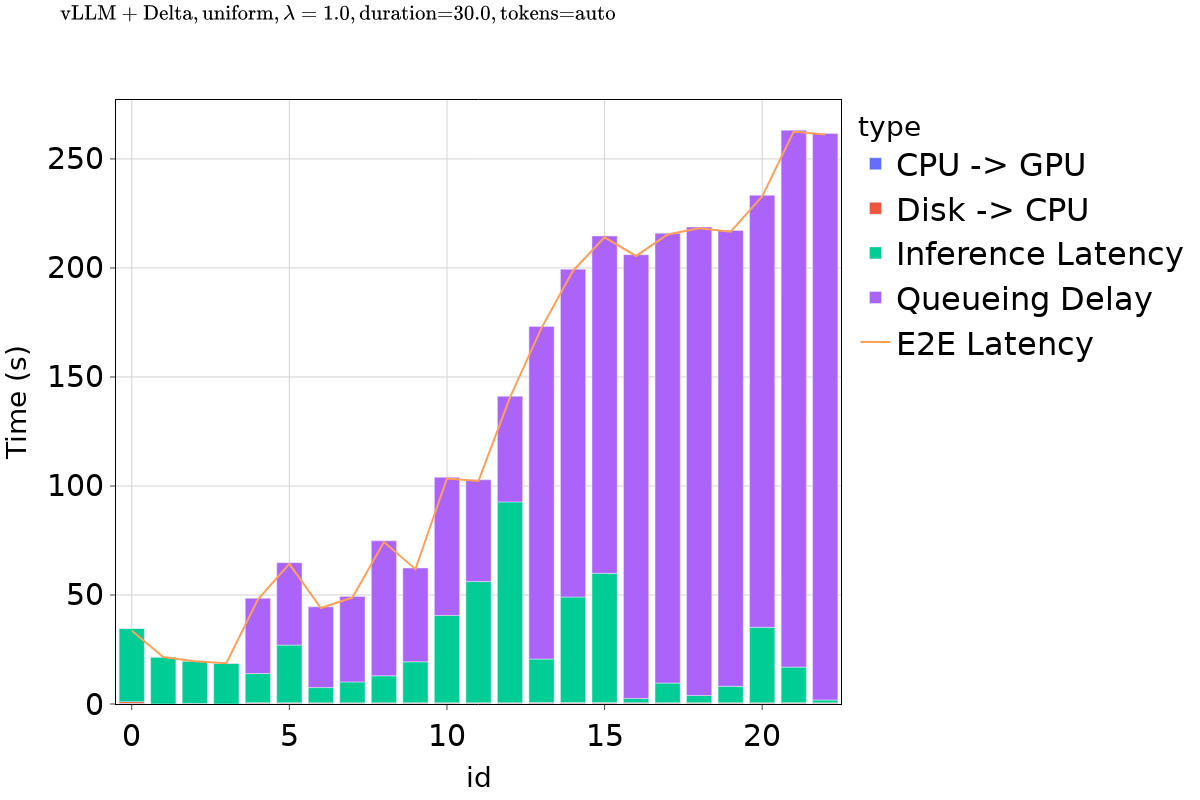 vLLM + Delta, uniform, λ = 1.0, duration=30.0, tokens=auto
type
CPU -> GPU
Disk -> CPU
Inference Latency
Queueing Delay
E2E Latency
Time (s)
250
200
150
100
50
0
0 5 10 15 20
id